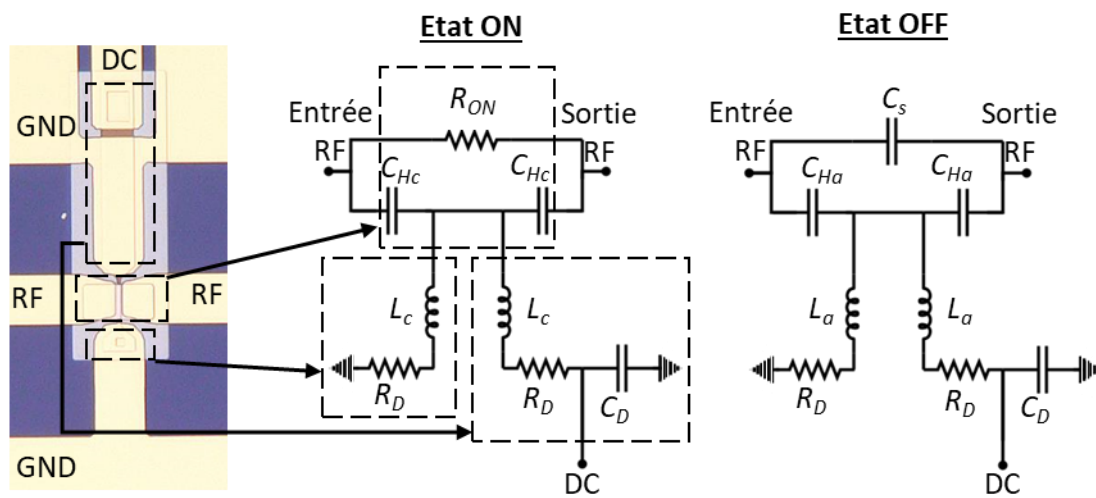 DC
GND
RF
RF
GND
Etat ON
Entrée
RF
R_ON
Sortie
RF
C_Hc
C_Hc
L_c
L_c
R_D
R_D
C_D
DC
Etat OFF
Entrée
RF
C_s
Sortie
RF
C_Ha
C_Ha
L_a
L_a
R_D
R_D
C_D
DC